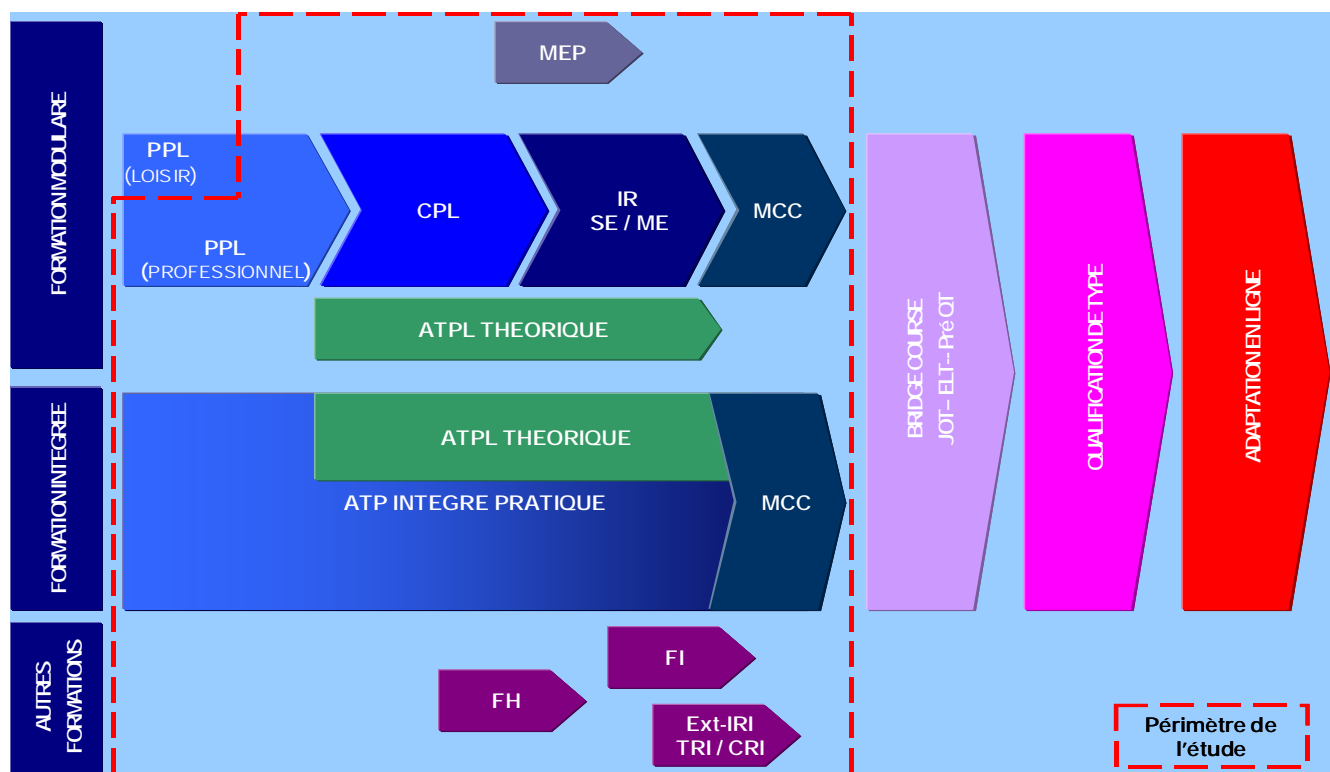 FORMATION MODULARE
MEP
PPL
(LOISIR)
PPL
(PROFESSIONNEL)
CPL
IR
SE / ME
MCC
ATPL THEORIQUE
FORMATION INTEGREE
ATPL THEORIQUE
ATP INTEGRE PRATIQUE
MCC
BRIDGE COURSE
JOT– ELT-- Pré QT
QUALIFICATION DE TYPE
ADAPTATION EN LIGNE
AUTRES
FORMATIONS
FH
FI
Ext-IRI
TRI / CRI
Périmètre de
l'étude